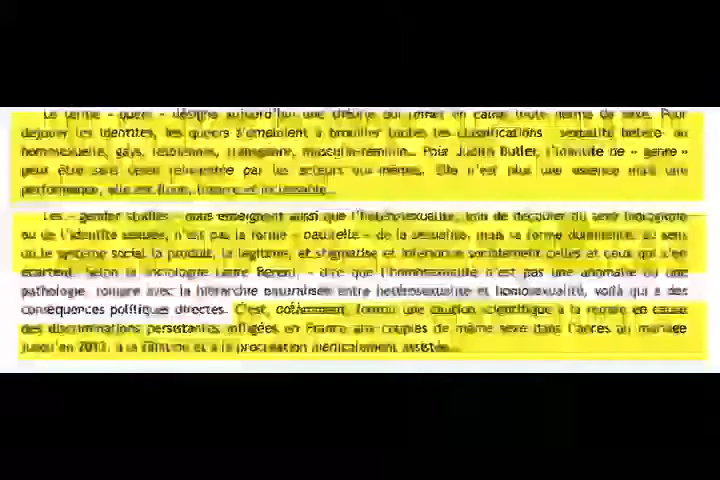 Le terme « queer » désigne aujourd'hui une théorie qui remet en cause toute norme de sexe. Pour
déjouer les identités, les queers s'emploient à brouiller toutes les classifications sexualité hétéro- ou
homosexuelle, gays, lesbiennes, transgenre, masculin-féminin... Pour Judith Butler, l'identité de « genre »
peut être sans cesse réinventée par les acteurs eux-mêmes. Elle n'est plus une essence mais une
performance, elle est floue, libre et
Les « gender studies » nous enseignent aussi que l'hétérosexualité, loin de découler du sexe biologique
ou de l'identité sexuée, n'est pas la forme « naturelle » de la sexualité, mais sa forme dominante, au sens
où le système social la produit, la légitime, et stigmatise et infériorise socialement celles et ceux qui s'en
écartent. Selon la sociologue « dire que l'homosexualité n'est pas une anomalie ou une
pathologie, rompre avec la hiérarchie naturalisée entre hétérosexualité et homosexualité, voilà qui a des
conséquences politiques directes. C'est, notamment, fournir une caution scientifique à la remise en cause
des discriminations persistantes infligées en France aux couples de même sexe dans l'accès au mariage
jusqu'en 2013, à la filiation et à la procréation médicalement assistée...